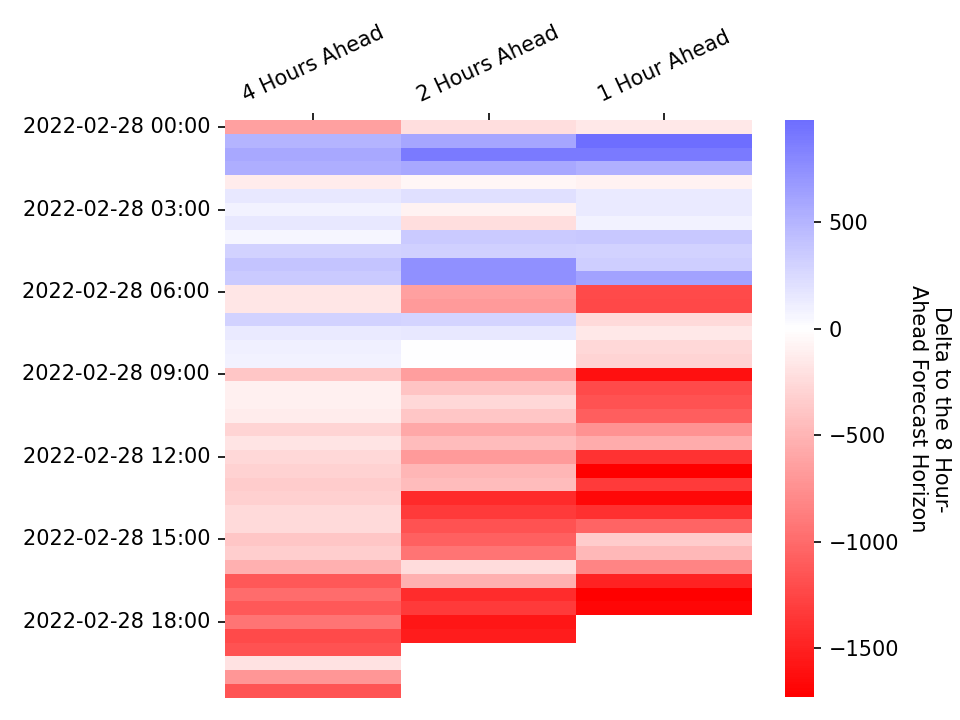 4 Hours Ahead
2 Hours Ahead
1 Hour Ahead
2022-02-28 00:00
2022-02-28 03:00
2022-02-28 06:00
2022-02-28 09:00
2022-02-28 12:00
2022-02-28 15:00
2022-02-28 18:00
500
0
−500
−1000
−1500
Delta to the 8 Hour-
Ahead Forecast Horizon